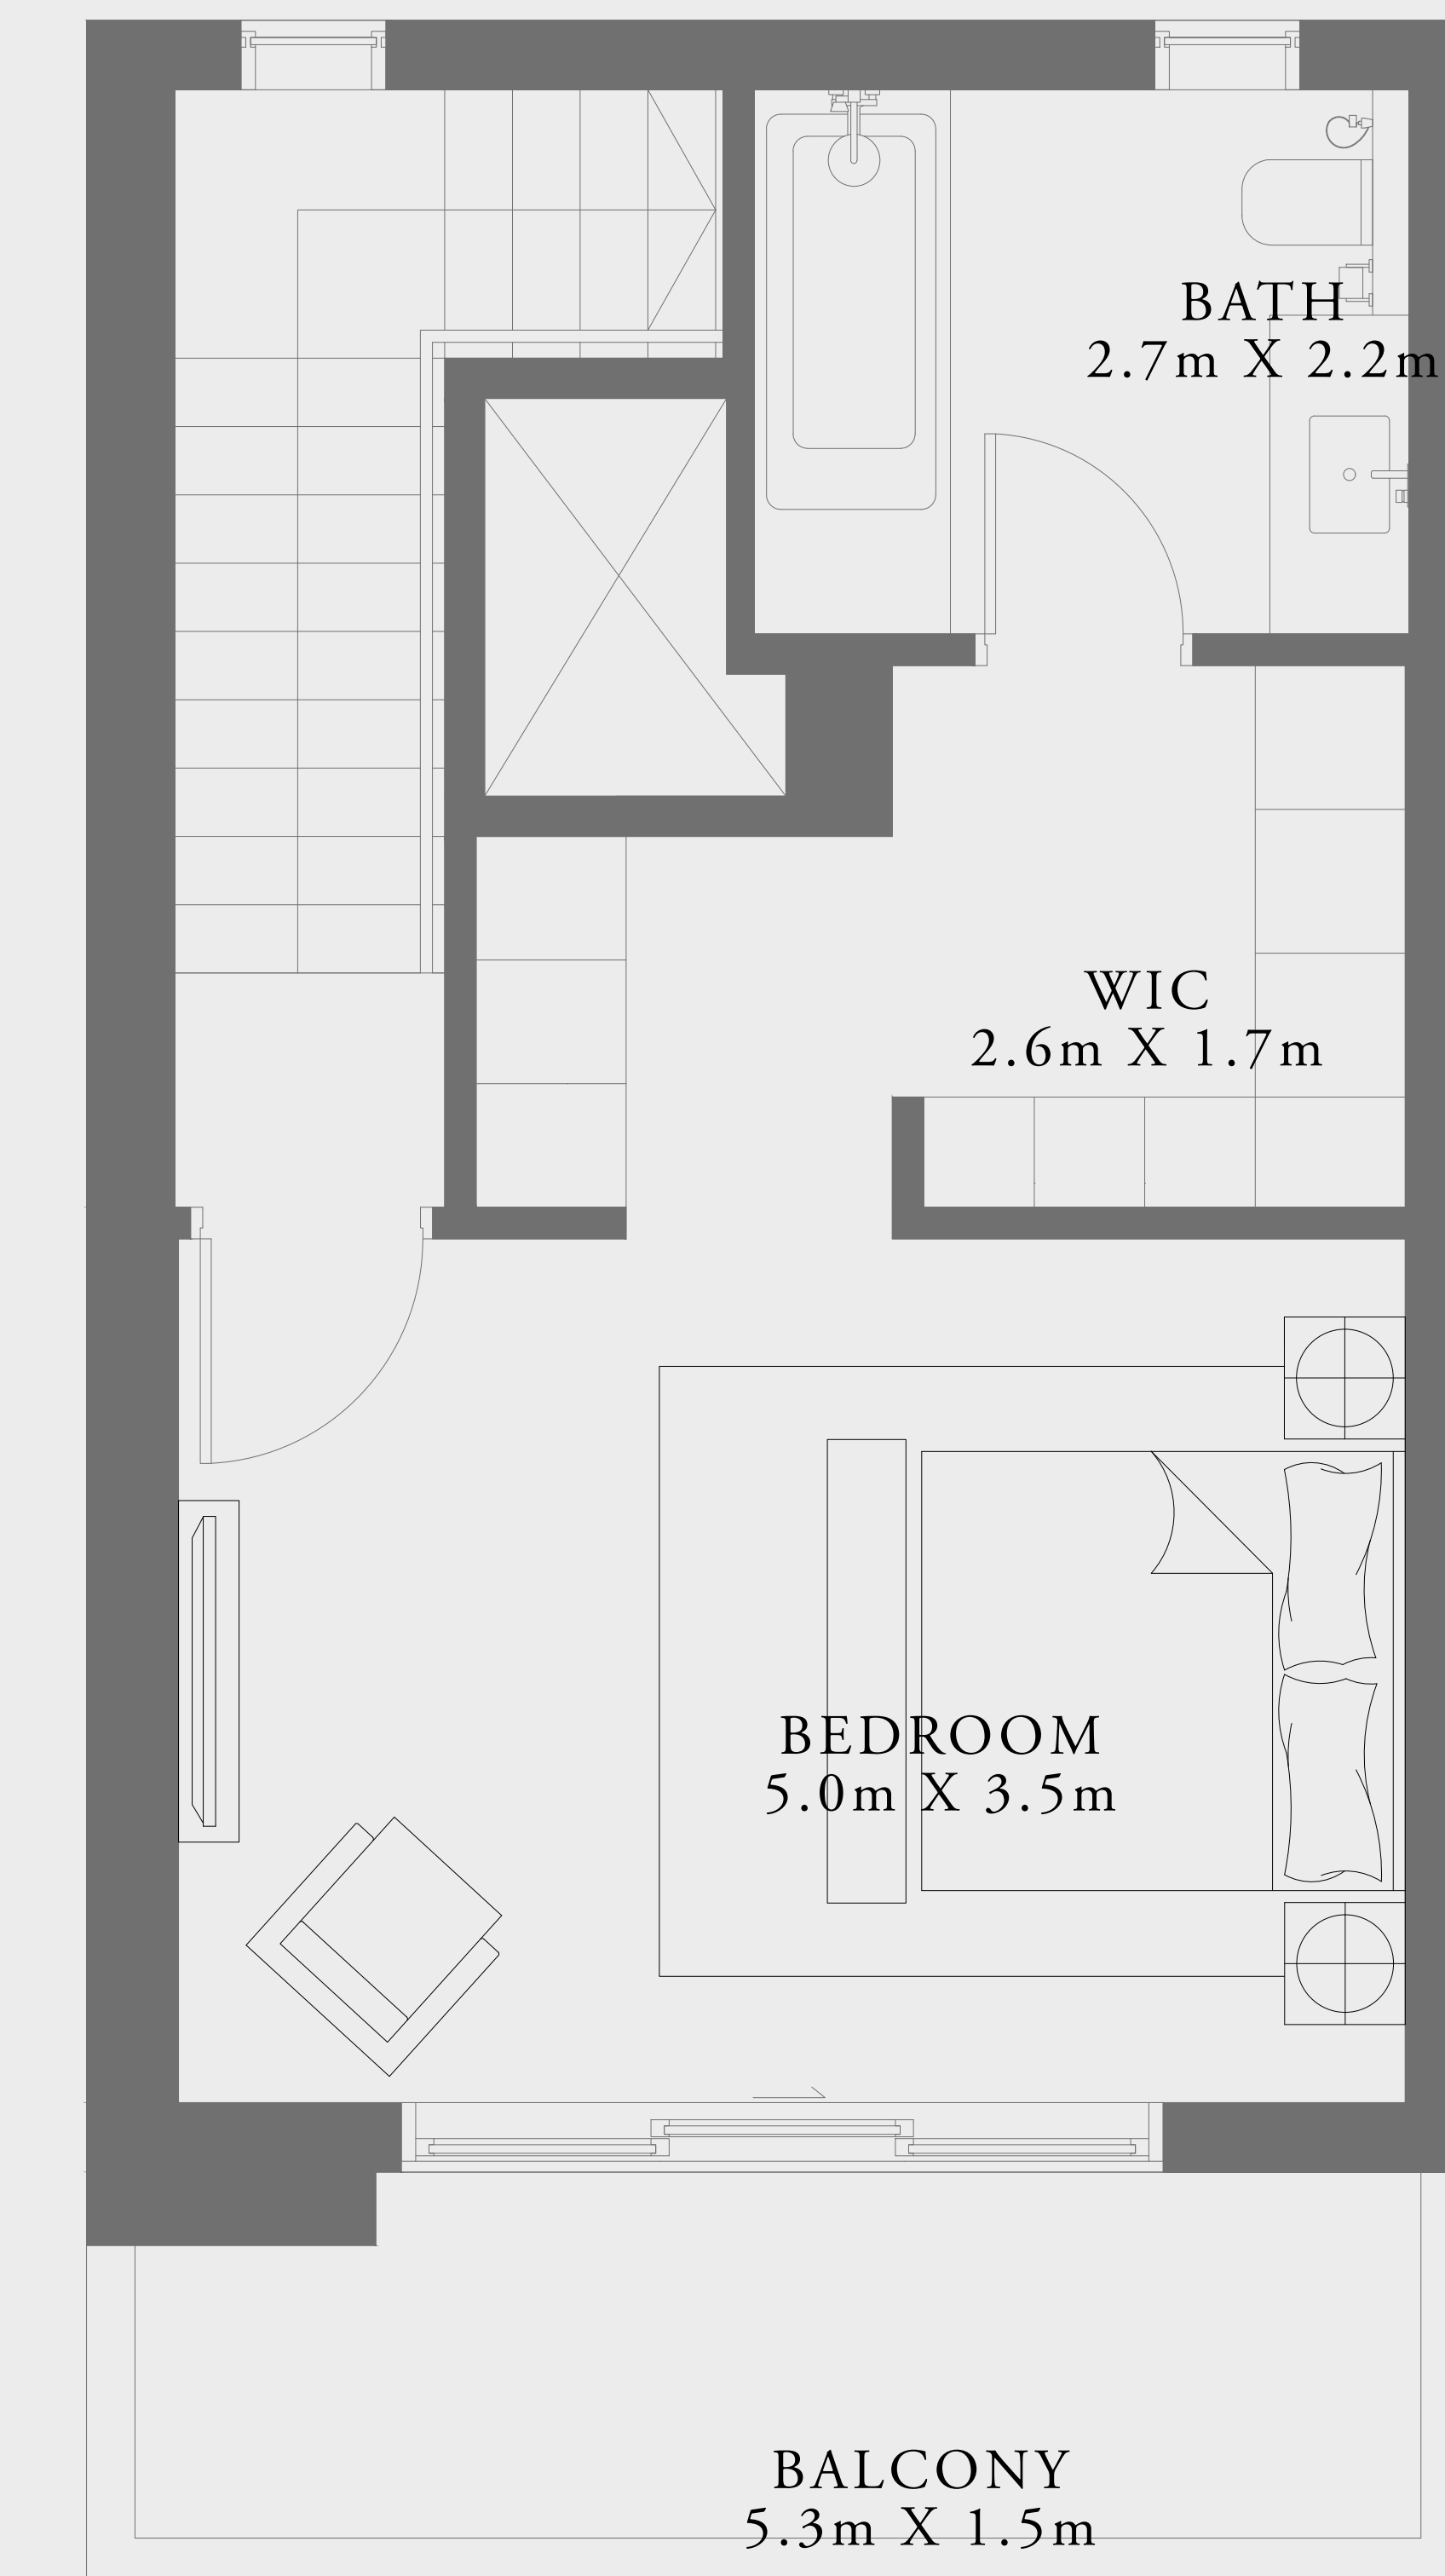 BATH
2.7m X 2.2m
WIC
2.6m X 1.7m
BEDROOM
5.0m X 3.5m
BALCONY
5.3m X 1.5m